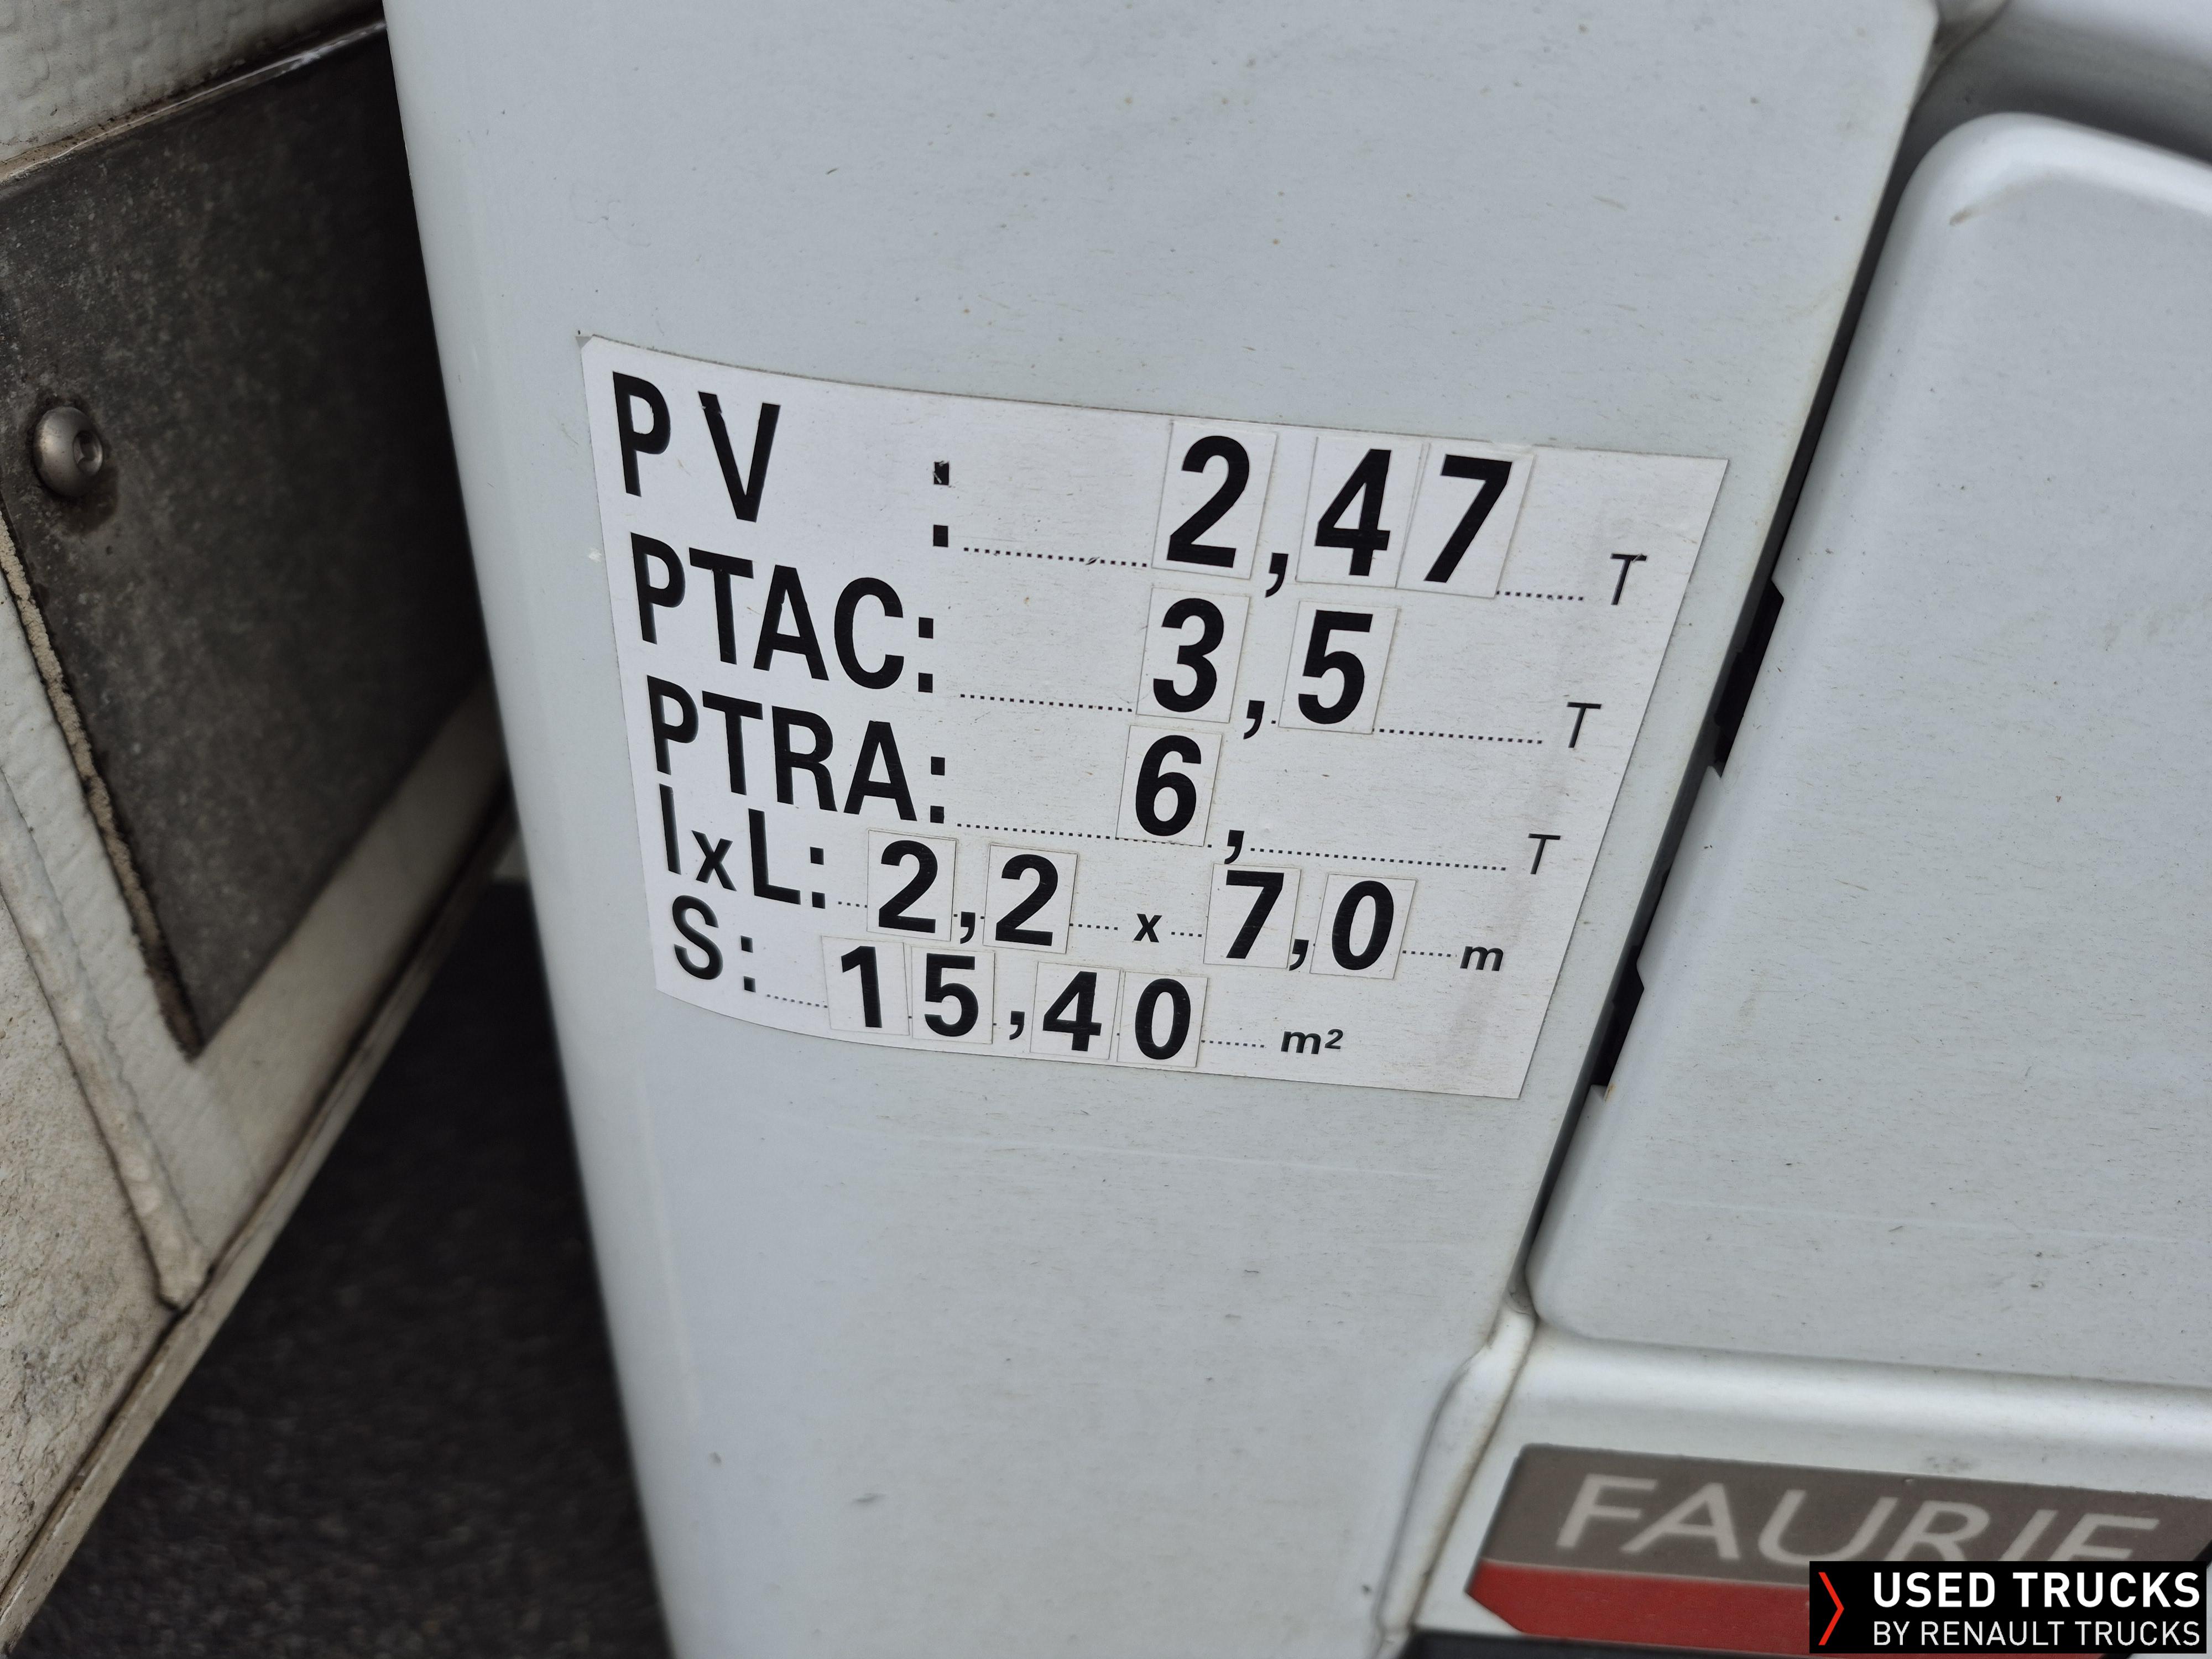 PV : 2,47 T
PTAC: 3,5 T
PTRA: 6, T
lxL: 2,2 x 7,0 m
S: 15,40 m²
FAURIE
USED TRUCKS
BY RENAULT TRUCKS